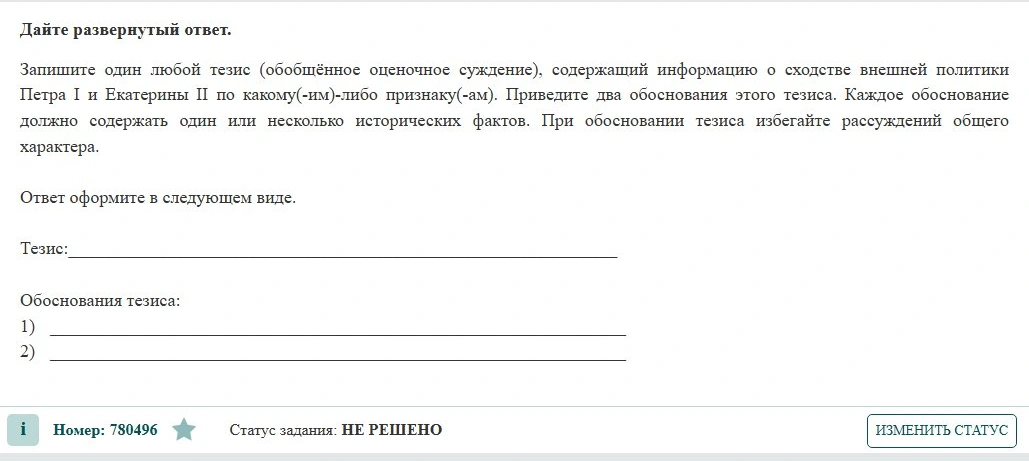 Дайте развернутый ответ.
Запишите один любой тезис (обобщённое оценочное суждение), содержащий информацию о сходстве внешней политики
Петра I и Екатерины II по какому(-им)-либо признаку(-ам). Приведите два обоснования этого тезиса. Каждое обоснование
должно содержать один или несколько исторических фактов. При обосновании тезиса избегайте рассуждений общего
характера.
Ответ оформите в следующем виде.
Тезис:
Обоснования тезиса:
1)
2)
i Номер: 780496 Статус задания: НЕ РЕШЕНО ИЗМЕНИТЬ СТАТУС